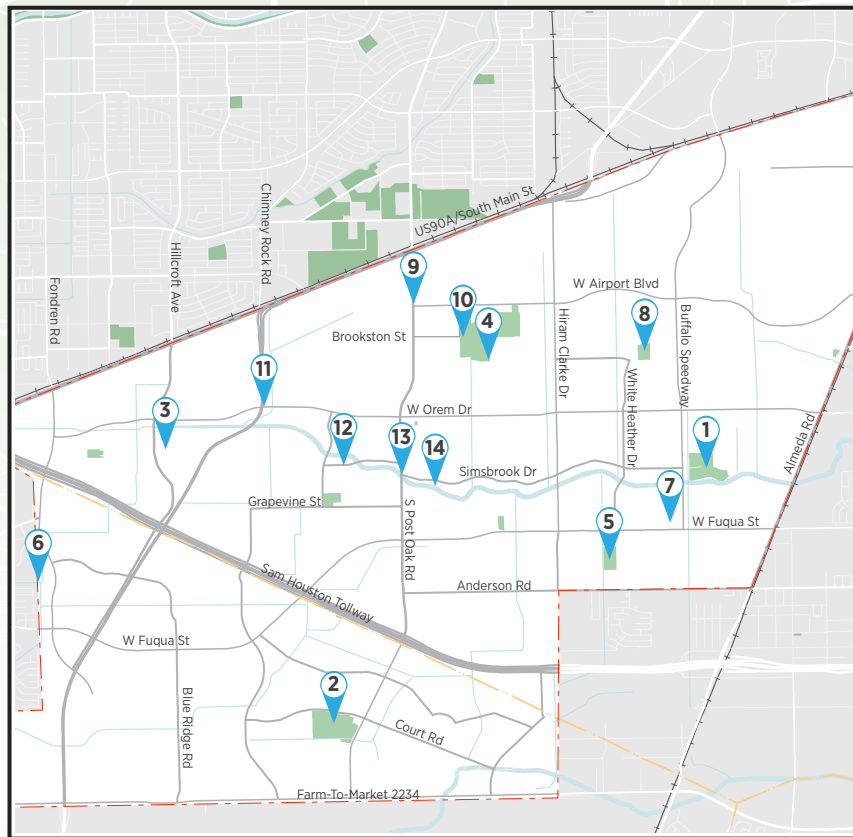 US90A/South Main St
Chimney Rock Rd
Hillcroft Ave
Fondren Rd
9
W Airport Blvd
10
4
8
Brookston St
Hiram Clarke Dr
Buffalo Speedway
11
White Heather Dr
3
W Orem Dr
12
13
14
1
Almeda Rd
Simsbrook Dr
7
Grapevine St
S Post Oak Rd
5
W Fuqua St
6
Sam Houston Tollway
Anderson Rd
W Fuqua St
2
Blue Ridge Rd
Court Rd
Farm-To-Market 2234